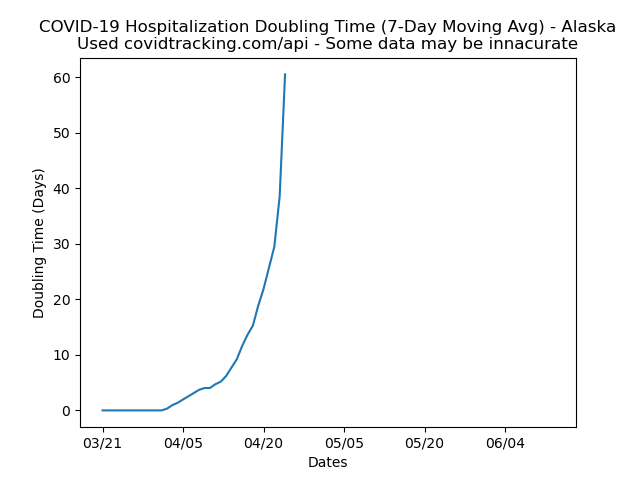 COVID-19 Hospitalization Doubling Time (7-Day Moving Avg) - Alaska
Used covidtracking.com/api - Some data may be innacurate
Doubling Time (Days)
60
50
40
30
20
10
0
03/21 04/05 04/20 05/05 05/20 06/04
Dates